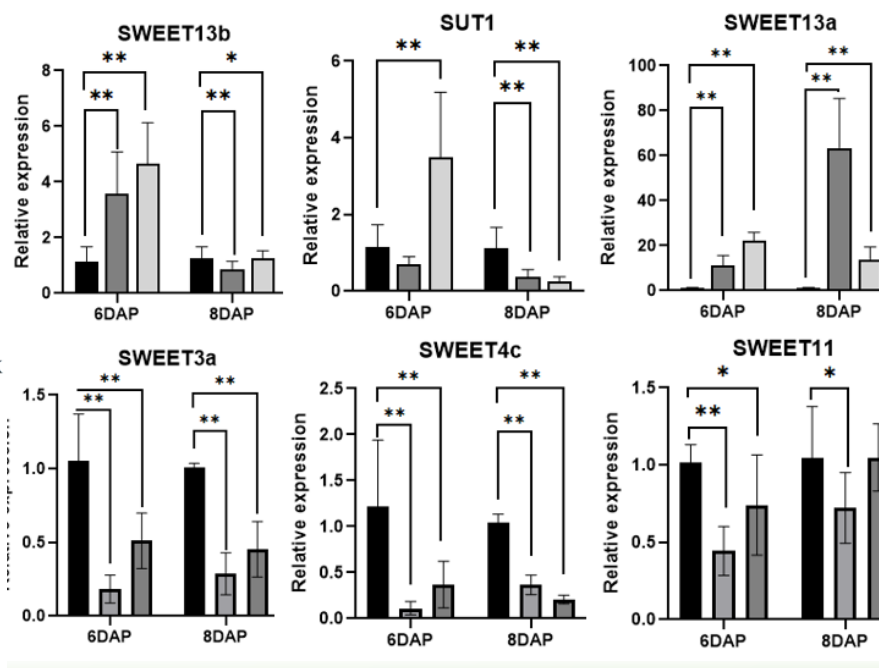 SWEET13b
Relative expression
8
6
4
2
0
** ** ** *
6DAP 8DAP
SUT1
Relative expression
6
4
2
0
** ** **
6DAP 8DAP
SWEET13a
Relative expression
100
80
60
40
20
0
** ** ** **
6DAP 8DAP
SWEET3a
1.5
1.0
0.5
0.0
** ** ** **
6DAP 8DAP
SWEET4c
Relative expression
2.5
2.0
1.5
1.0
0.5
0.0
** ** ** **
6DAP 8DAP
SWEET11
Relative expression
1.5
1.0
0.5
0.0
** * *
6DAP 8DAP